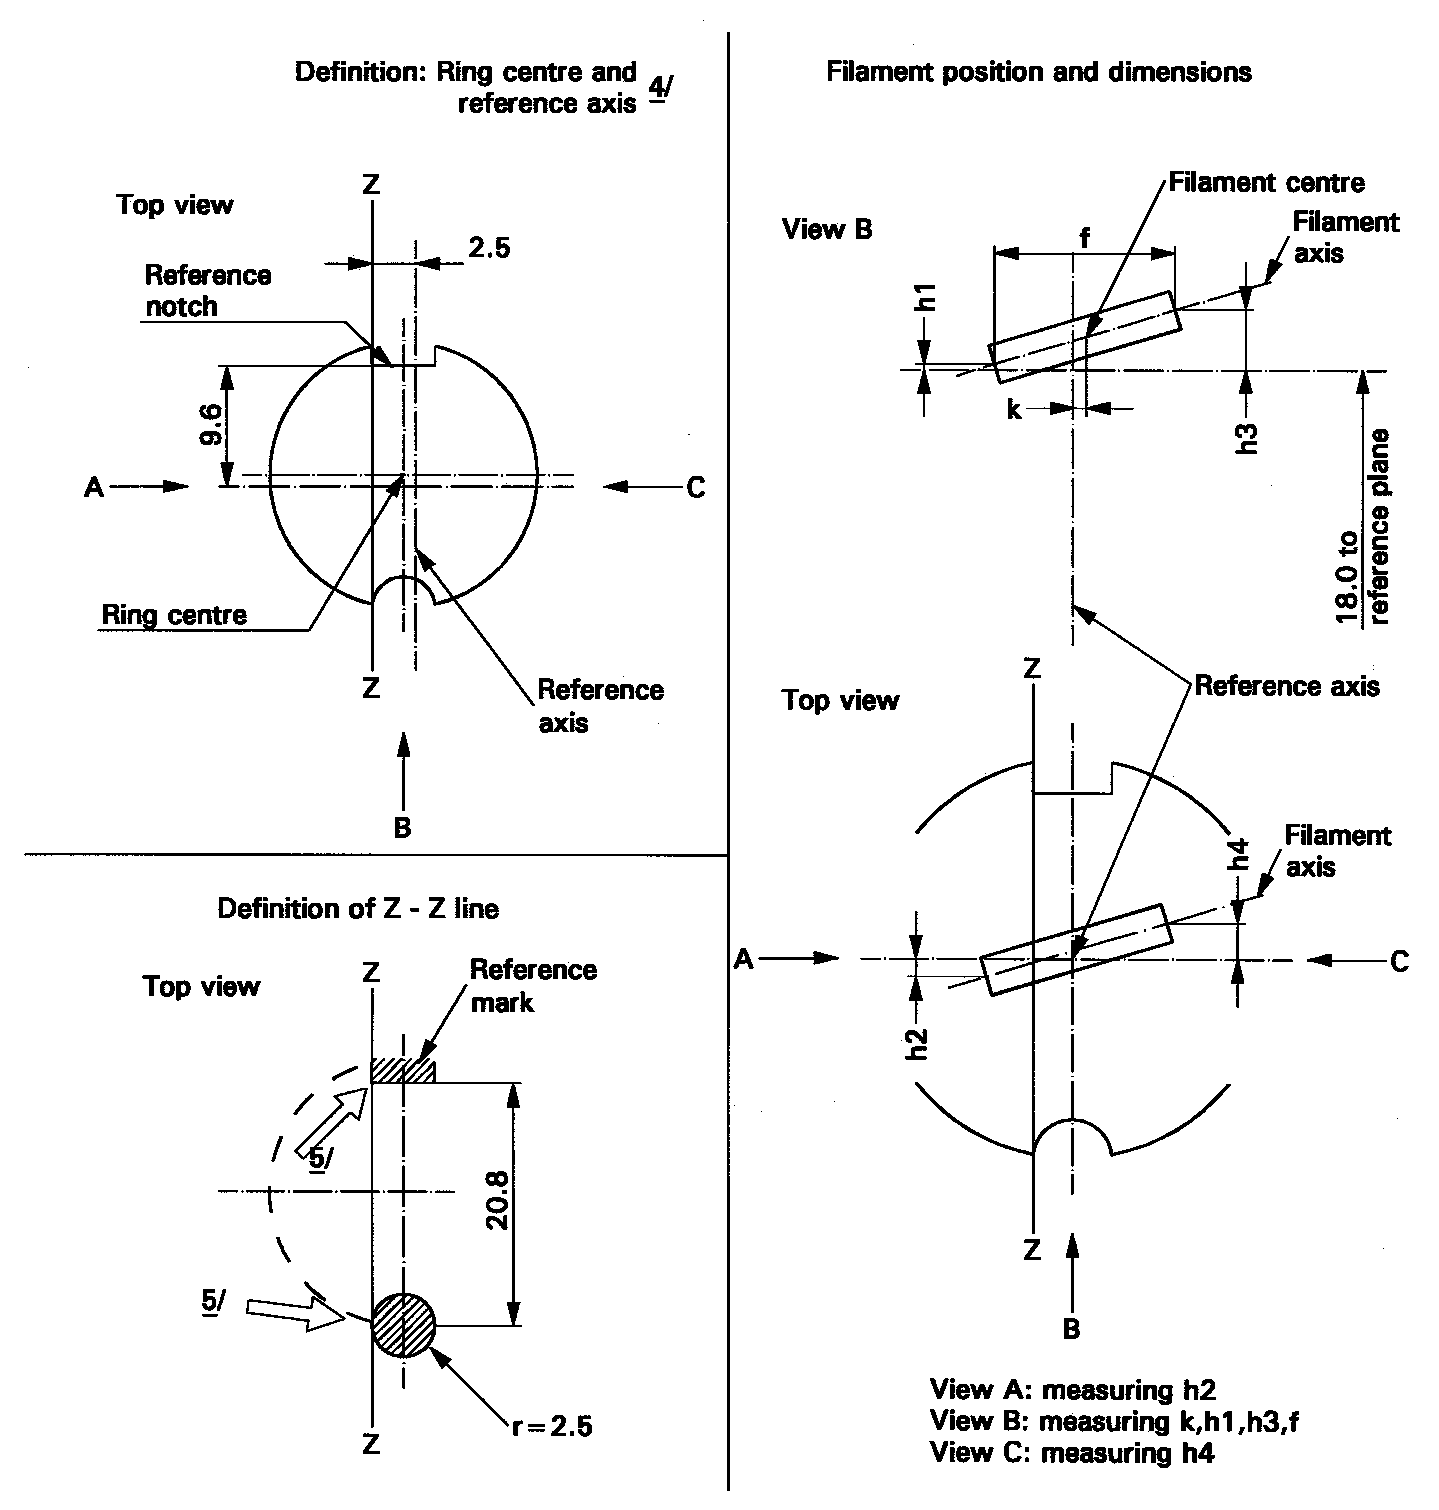 Definition: Ring centre and
reference axis 4/
Top view
Z
2.5
Reference
notch
9.6
A
C
Ring centre
Z
Reference
axis
B
Definition of Z - Z line
Top view
Z
Reference
mark
5/
20.8
5/
r=2.5
Z
Filament position and dimensions
Filament centre
View B
Filament
axis
f
h1
k
h3
18.0 to
reference plane
Z
Top view
Reference axis
Filament
axis
h4
A
C
h2
Z
B
View A: measuring h2
View B: measuring k,h1,h3,f
View C: measuring h4